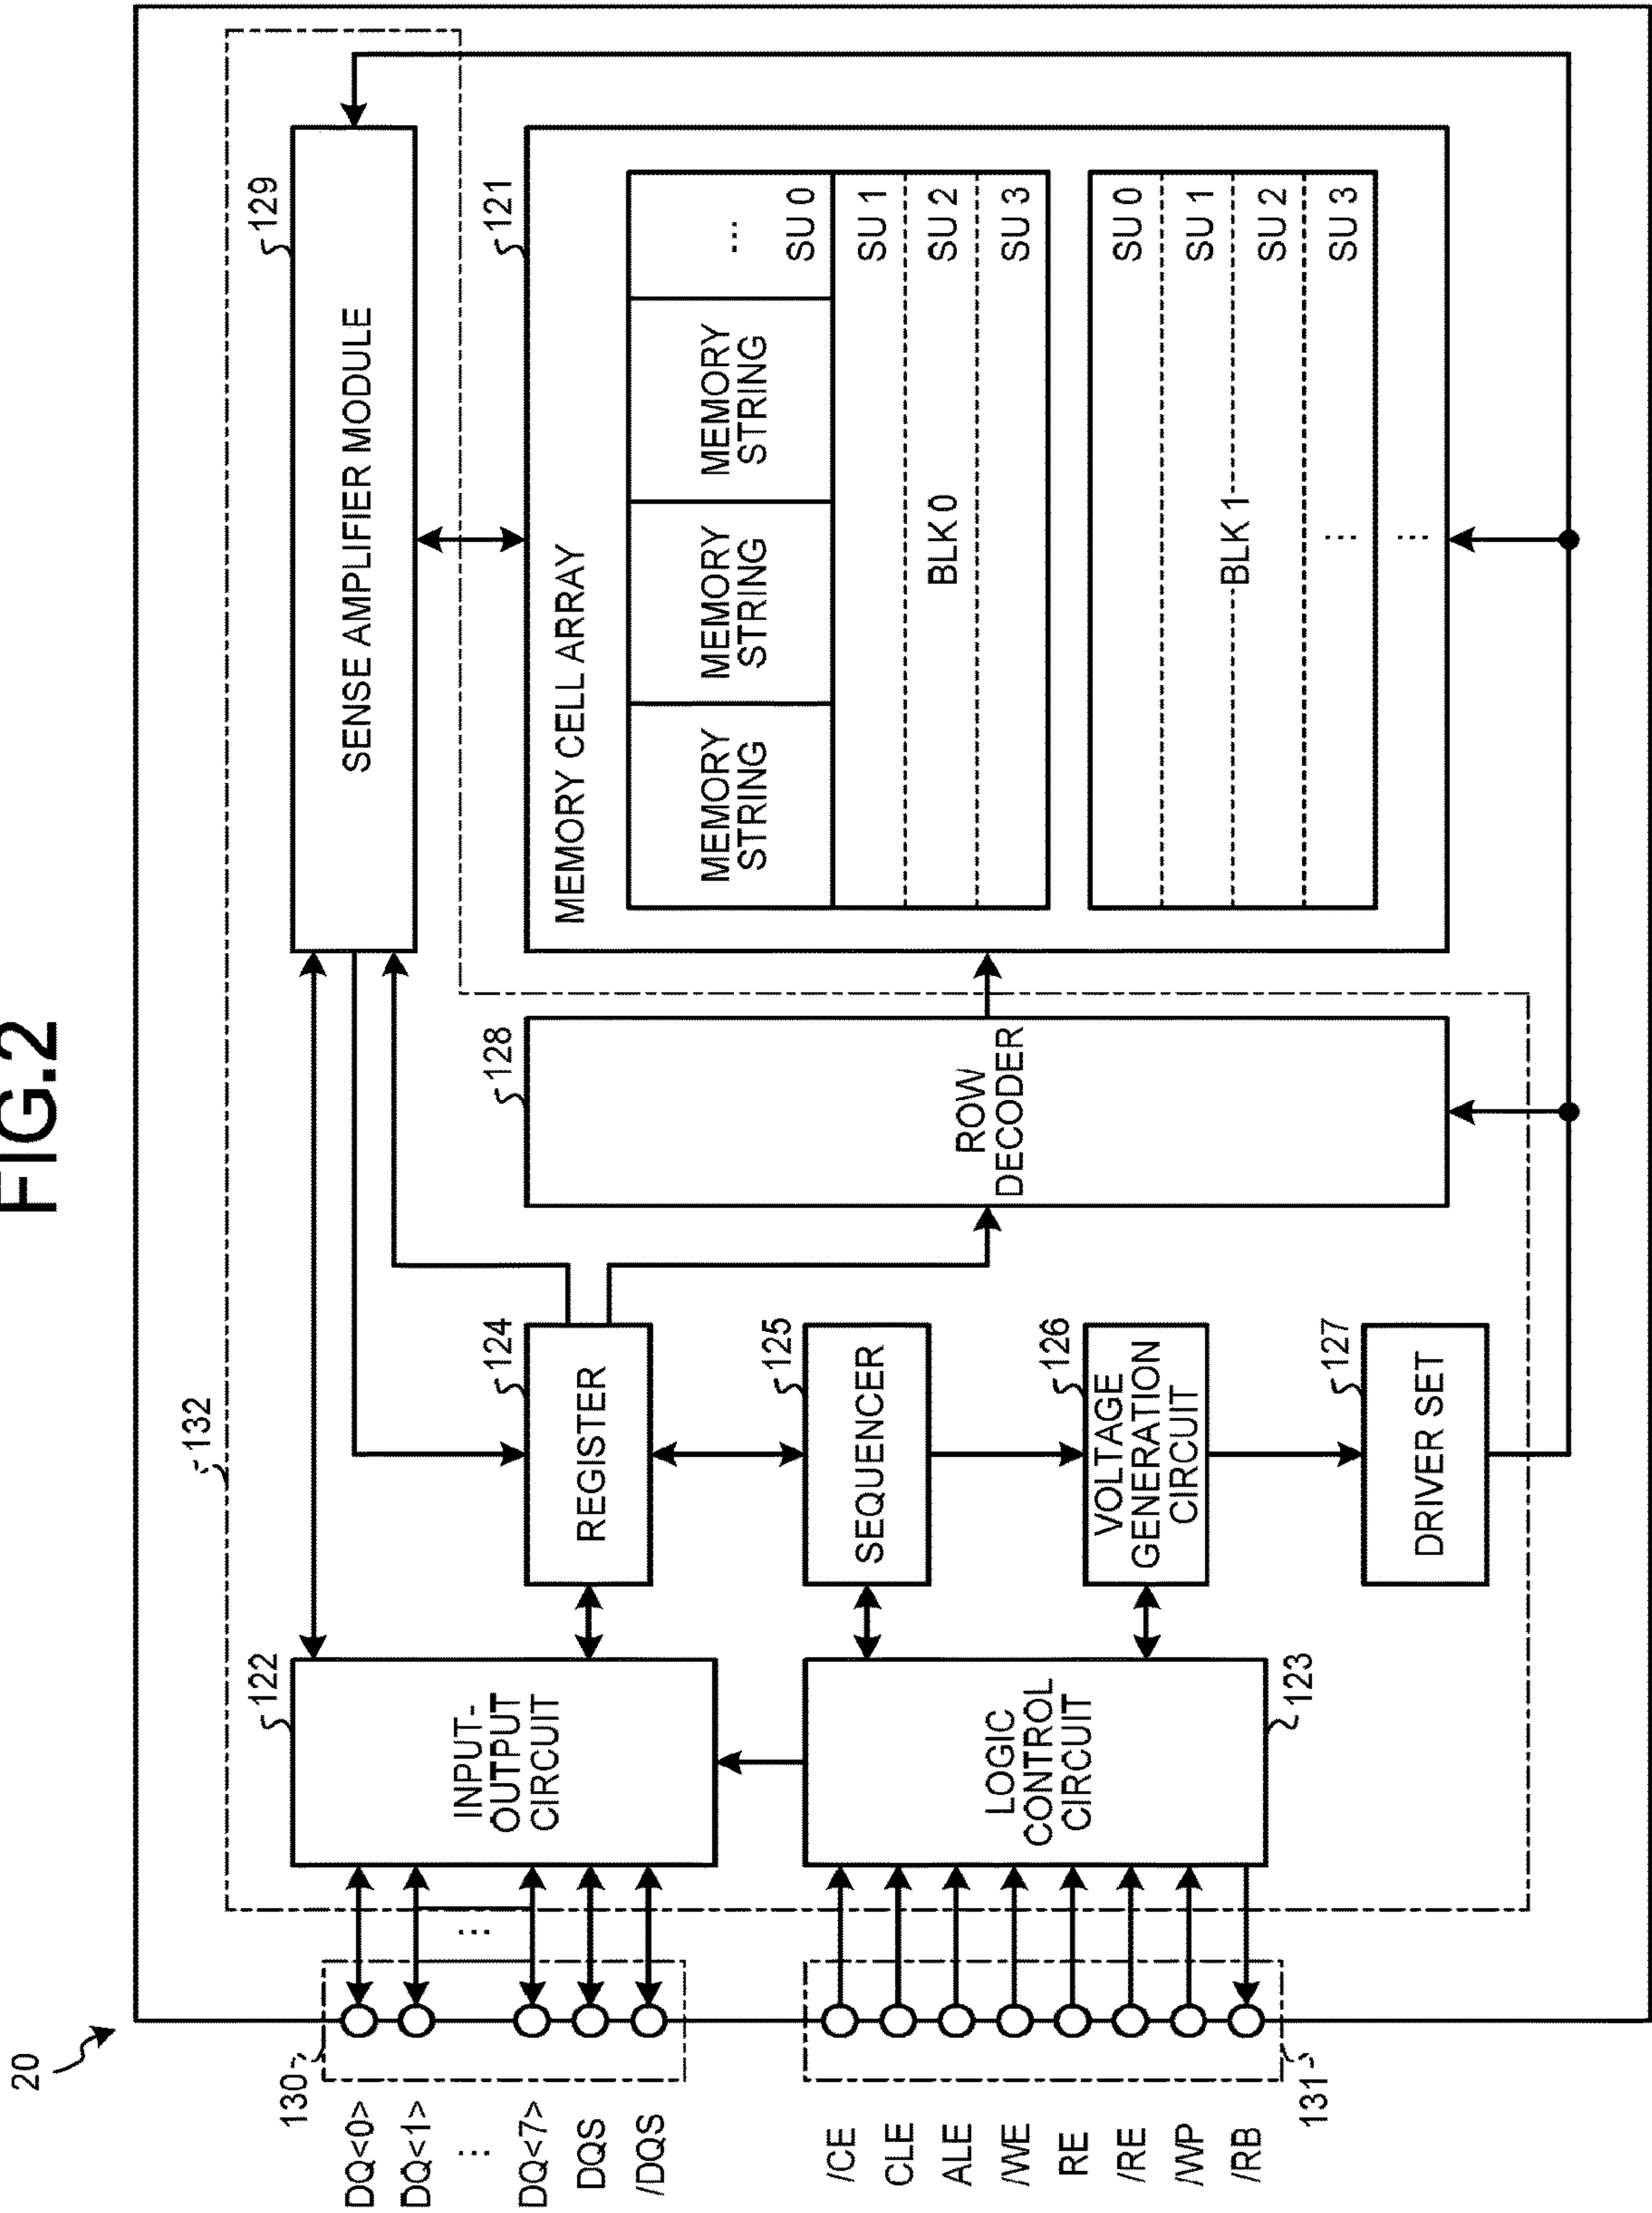 FIG.2
20
132
130
DQ<0>
DQ<1>
⋮
DQ<7>
DQS
/DQS
⋮
131
/CE
CLE
ALE
/WE
RE
/RE
/WP
/RB
122
INPUT-
OUTPUT
CIRCUIT
LOGIC
CONTROL
CIRCUIT
123
124
REGISTER
125
SEQUENCER
126
VOLTAGE
GENERATION
CIRCUIT
127
DRIVER SET
128
ROW
DECODER
129
SENSE AMPLIFIER MODULE
121
MEMORY CELL ARRAY
MEMORY
STRING
MEMORY
STRING
MEMORY
STRING
...
SU 0
SU 1
BLK 0
SU 2
SU 3
SU 0
SU 1
BLK 1
SU 2
⋮
SU 3
⋮